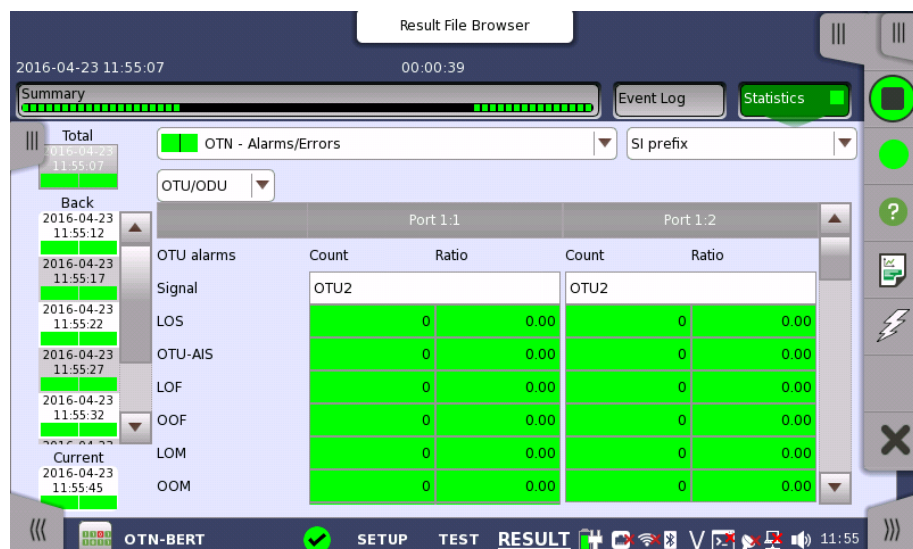 Result File Browser
2016-04-23 11:55:07 00:00:39
Summary Event Log Statistics
Total
2016-04-23
11:55:07
OTN - Alarms/Errors SI prefix
OTU/ODU
Back
2016-04-23
11:55:12
2016-04-23
11:55:17
2016-04-23
11:55:22
2016-04-23
11:55:27
2016-04-23
11:55:32
Current
2016-04-23
11:55:45
Port 1:1 Port 1:2
OTU alarms Count Ratio Count Ratio
Signal OTU2 OTU2
LOS 0 0.00 0 0.00
OTU-AIS 0 0.00 0 0.00
LOF 0 0.00 0 0.00
OOF 0 0.00 0 0.00
LOM 0 0.00 0 0.00
OOM 0 0.00 0 0.00
OTN-BERT SETUP TEST RESULT 11:55